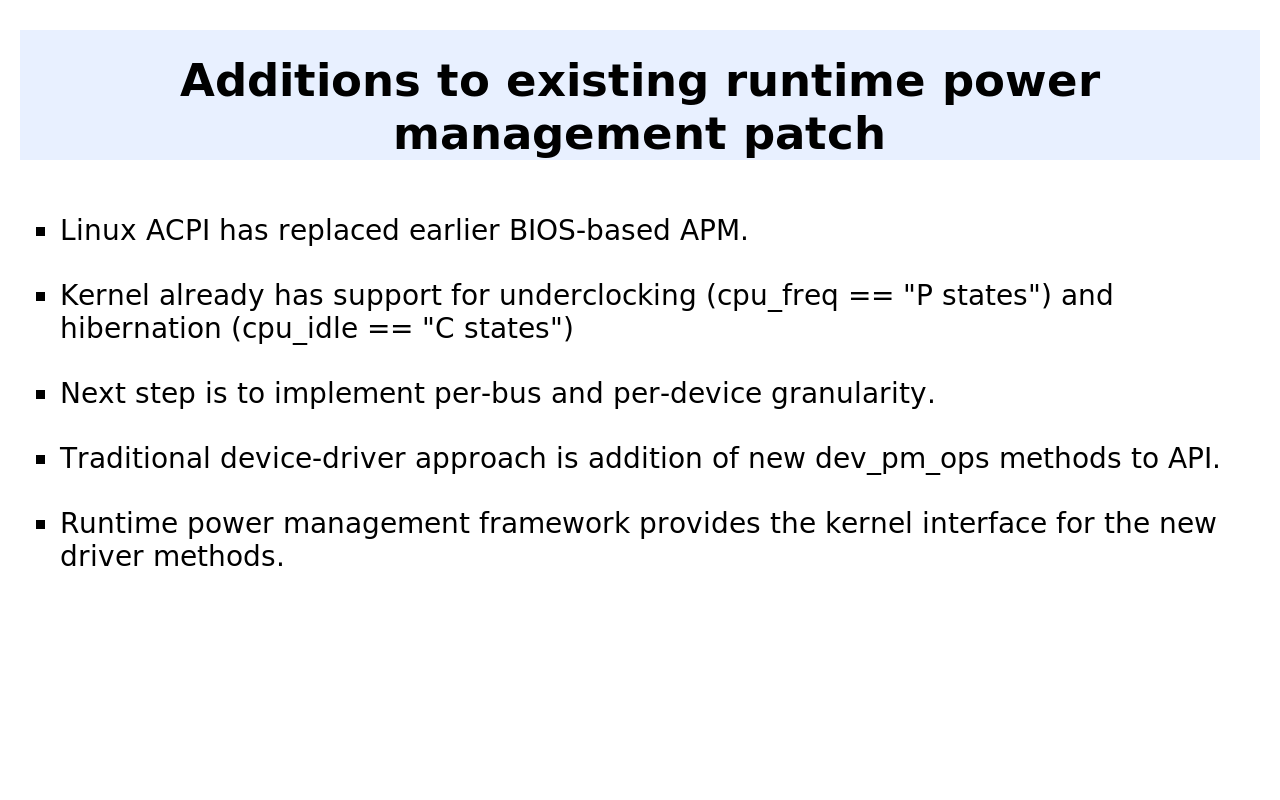 Additions to existing runtime power
management patch
▪ Linux ACPI has replaced earlier BIOS-based APM.
▪ Kernel already has support for underclocking (cpu_freq == "P states") and
hibernation (cpu_idle == "C states")
▪ Next step is to implement per-bus and per-device granularity.
▪ Traditional device-driver approach is addition of new dev_pm_ops methods to API.
▪ Runtime power management framework provides the kernel interface for the new
driver methods.